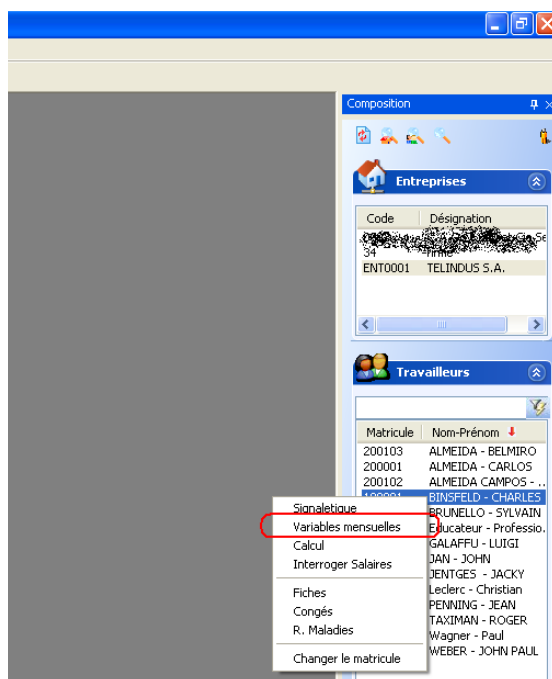 Composition
Entreprises
Code Désignation
34
ENT0001 TELINDUS S.A.
Travailleurs
Matricule Nom-Prénom
200103 ALMEIDA - BELMIRO
200001 ALMEIDA - CARLOS
200102 ALMEIDA CAMPOS - ..
BINSFELD - CHARLES
Signaletique
BRUNELLO - SYLVAIN
Variables mensuelles
Educateur - Professio.
Calcul
GALAFFU - LUIGI
JAN - JOHN
Interroger Salaires
JENTGES - JACKY
Fiches
Leclerc - Christian
Congés
PENNING - JEAN
TAXIMAN - ROGER
R. Maladies
Wagner - Paul
WEBER - JOHN PAUL
Changer le matricule